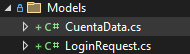 Models
C# CuentaData.cs
C# LoginRequest.cs